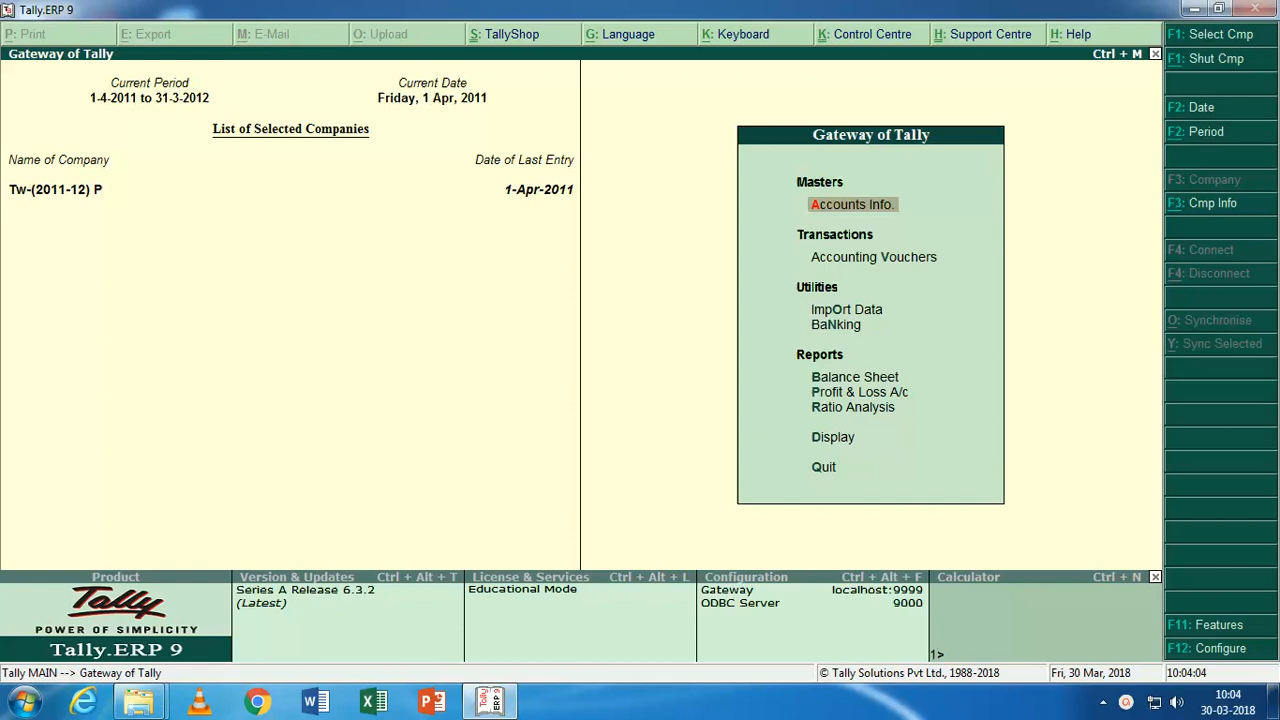 Tally.ERP 9
P: Print E: Export M: E-Mail O: Upload S: TallyShop G: Language K: Keyboard K: Control Centre H: Support Centre H: Help
Gateway of Tally Ctrl + M
Current Period Current Date
1-4-2011 to 31-3-2012 Friday, 1 Apr, 2011
List of Selected Companies
Name of Company Date of Last Entry
Tw-(2011-12) P 1-Apr-2011
Gateway of Tally
Masters
Accounts Info.
Transactions
Accounting Vouchers
Utilities
ImpOrt Data
BaNking
Reports
Balance Sheet
Profit & Loss A/c
Ratio Analysis
Display
Quit
F1: Select Cmp
F1: Shut Cmp
F2: Date
F2: Period
F3: Company
F3: Cmp Info
F4: Connect
F4: Disconnect
O: Synchronise
Y: Sync Selected
F11: Features
F12: Configure
Product
Tally
POWER OF SIMPLICITY
Tally.ERP 9
Version & Updates Ctrl + Alt + T
Series A Release 6.3.2
(Latest)
License & Services Ctrl + Alt + L
Educational Mode
Configuration Ctrl + Alt + F
Gateway localhost:9999
ODBC Server 9000
Calculator Ctrl + N
1>
Tally MAIN --> Gateway of Tally © Tally Solutions Pvt Ltd., 1988-2018 Fri, 30 Mar, 2018 10:04:04
10:04
30-03-2018